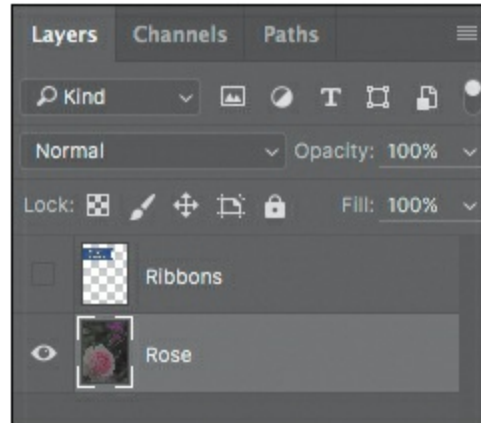 Layers Channels Paths
Kind
T
Normal Opacity: 100%
Lock: Fill: 100%
Ribbons
Rose